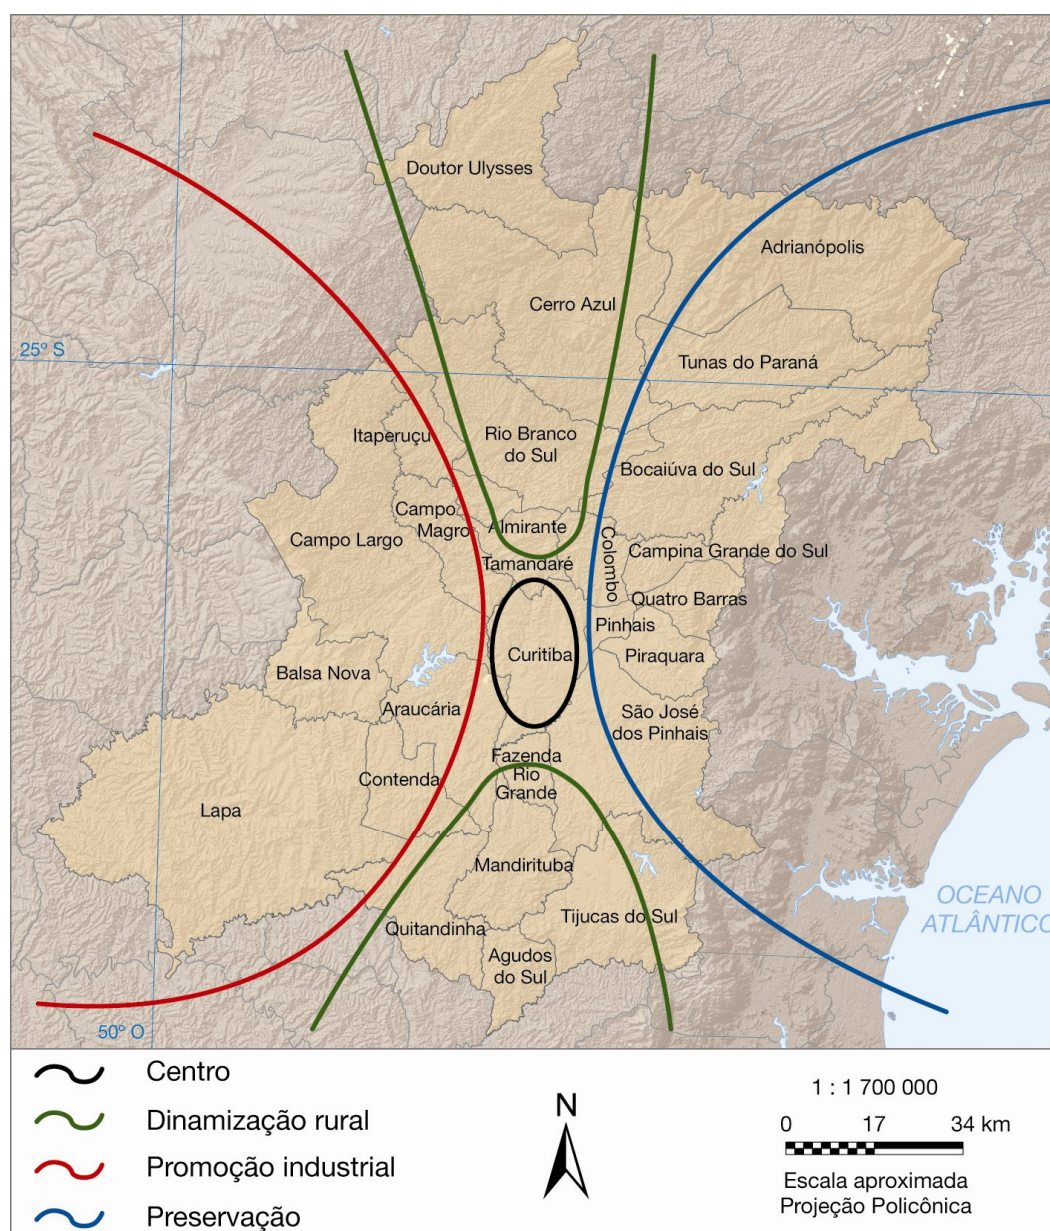 Doutor Ulysses
Adrianópolis
Cerro Azul
25º S
Tunas do Paraná
Itaperuçu
Rio Branco
do Sul
Bocaiúva do Sul
Campo
Magro
Almirante
Tamandaré
Campo Largo
Colombo
Campina Grande do Sul
Quatro Barras
Pinhais
Curitiba
Piraquara
Balsa Nova
Araucária
São José
dos Pinhais
Fazenda
Rio
Grande
Contenda
Lapa
Mandirituba
Quitandinha
Tijucas do Sul
Agudos
do Sul
OCEANO
ATLÂNTICO
50º O
Centro
Dinamização rural
Promoção industrial
Preservação
N
1 : 1 700 000
0 17 34 km
Escala aproximada
Projeção Policônica